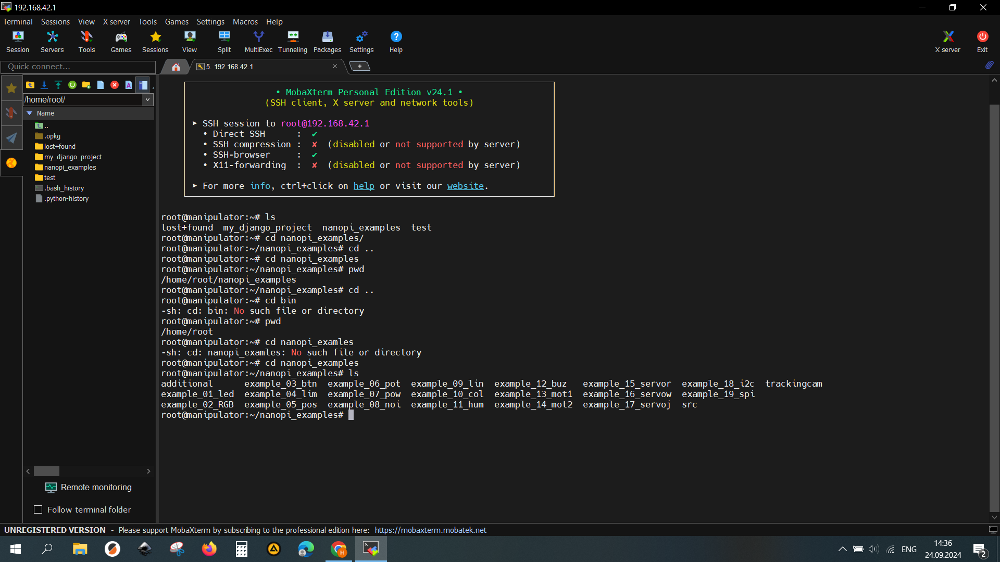 192.168.42.1
Terminal Sessions View X server Tools Games Settings Macros Help
Session Servers Tools Games Sessions View Split MultiExec Tunneling Packages Settings Help X server Exit
Quick connect...
5. 192.168.42.1
/home/root/
Name
..
.opkg
lost+found
my_django_project
nanopi_examples
test
.bash_history
.python-history
Remote monitoring
Follow terminal folder
• MobaXterm Personal Edition v24.1 •
(SSH client, X server and network tools)
➤ SSH session to root@192.168.42.1
• Direct SSH : ✔
• SSH compression : ✘ (disabled or not supported by server)
• SSH-browser : ✔
• X11-forwarding : ✘ (disabled or not supported by server)
➤ For more info, ctrl+click on help or visit our website.
root@manipulator:~# ls
lost+found my_django_project nanopi_examples test
root@manipulator:~# cd nanopi_examples/
root@manipulator:~/nanopi_examples# cd ..
root@manipulator:~# cd nanopi_examples
root@manipulator:~/nanopi_examples# pwd
/home/root/nanopi_examples
root@manipulator:~/nanopi_examples# cd ..
root@manipulator:~# cd bin
-sh: cd: bin: No such file or directory
root@manipulator:~# pwd
/home/root
root@manipulator:~# cd nanopi_examles
-sh: cd: nanopi_examles: No such file or directory
root@manipulator:~# cd nanopi_examples
root@manipulator:~/nanopi_examples# ls
additional example_03_btn example_06_pot example_09_lin example_12_buz example_15_servor example_18_i2c trackingcam
example_01_led example_04_lim example_07_pow example_10_col example_13_mot1 example_16_servow example_19_spi
example_02_RGB example_05_pos example_08_noi example_11_hum example_14_mot2 example_17_servoj src
root@manipulator:~/nanopi_examples#
UNREGISTERED VERSION - Please support MobaXterm by subscribing to the professional edition here: https://mobaxterm.mobatek.net
ENG
14:36
24.09.2024
2